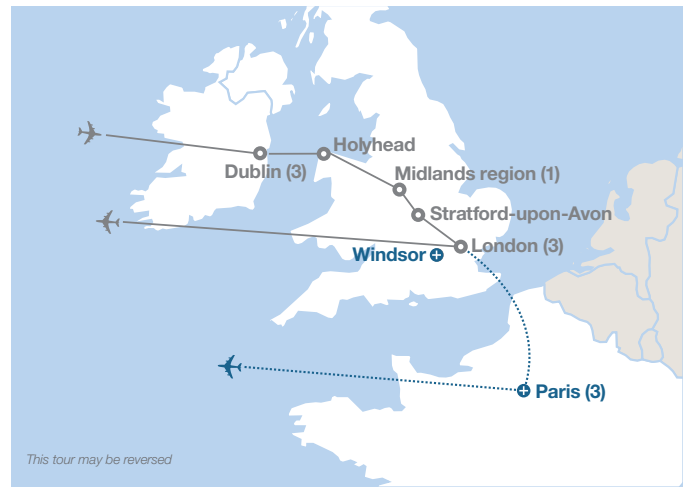 Holyhead
Dublin (3)
Midlands region (1)
Stratford-upon-Avon
London (3)
Windsor
Paris (3)
This tour may be reversed